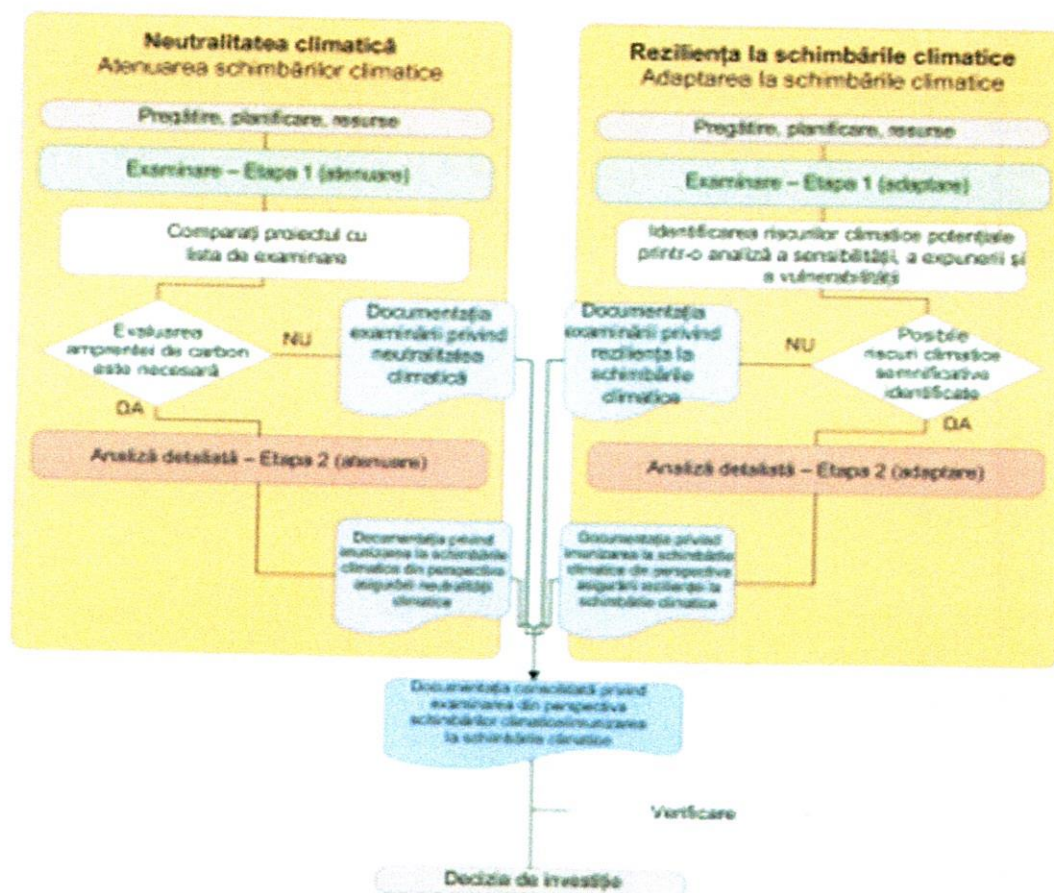 Neutralitatea climatică
Atenuarea schimbărilor climatice
Pregătire, planificare, resurse
Examinare – Etapa 1 (atenuare)
Comparați proiectul cu
lista de examinare
Evaluarea
amprentei de carbon
este necesară
NU
DA
Documentația
examinării privind
neutralitatea
climatică
Analiză detaliată – Etapa 2 (atenuare)
Documentația privind
imunizarea la schimbările
climatice din perspectiva
asigurării neutralității
climatice
Reziliența la schimbările climatice
Adaptarea la schimbările climatice
Pregătire, planificare, resurse
Examinare – Etapa 1 (adaptare)
Identificarea riscurilor climatice potențiale
printr-o analiză a sensibilității, a expunerii și
a vulnerabilității
Documentația
examinării privind
reziliența la
schimbările
climatice
NU
Posibile
riscuri climatice
semnificative
identificate
DA
Analiză detaliată – Etapa 2 (adaptare)
Documentația privind
imunizarea la schimbările
climatice din perspectiva
asigurării rezilienței la
schimbările climatice
Documentația consolidată privind
examinarea din perspectiva
schimbărilor climatice/imunizarea
la schimbările climatice
Verificare
Decizia de investiție